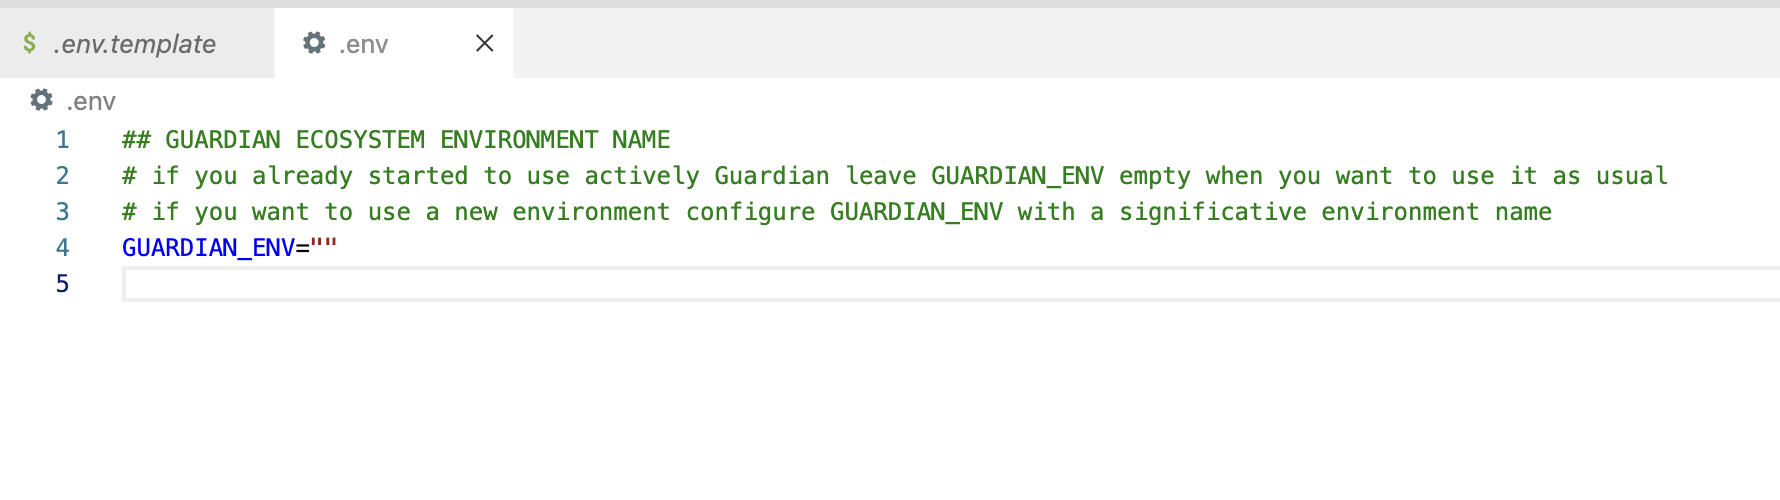 $ .env.template .env
.env
1 ## GUARDIAN ECOSYSTEM ENVIRONMENT NAME
2 # if you already started to use actively Guardian leave GUARDIAN_ENV empty when you want to use it as usual
3 # if you want to use a new environment configure GUARDIAN_ENV with a significative environment name
4 GUARDIAN_ENV=""
5